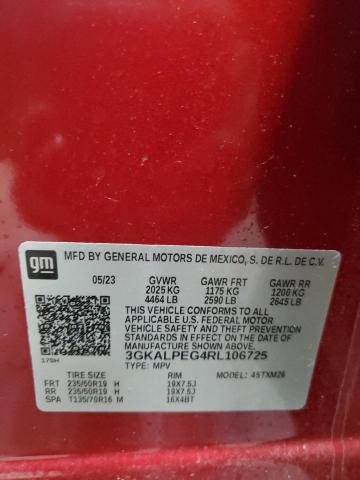 gm
MFD BY GENERAL MOTORS DE MEXICO, S. DE R.L. DE C.V.
05/23 GVWR GAWR FRT GAWR RR
2025 KG 1175 KG 1200 KG
4464 LB 2590 LB 2645 LB
THIS VEHICLE CONFORMS TO ALL
APPLICABLE U.S. FEDERAL MOTOR
VEHICLE SAFETY, BUMPER, AND
THEFT PREVENTION STANDARDS
IN EFFECT ON THE DATE OF
MANUFACTURE SHOWN ABOVE.
3GKALPEG4RL106725
179H TYPE: MPV MODEL: 4STXM26
TIRE SIZE RIM
FRT 235/50R19 H 19X7.5J
RR 235/50R19 H 19X7.5J
SPA T135/70R16 M 16X4BT